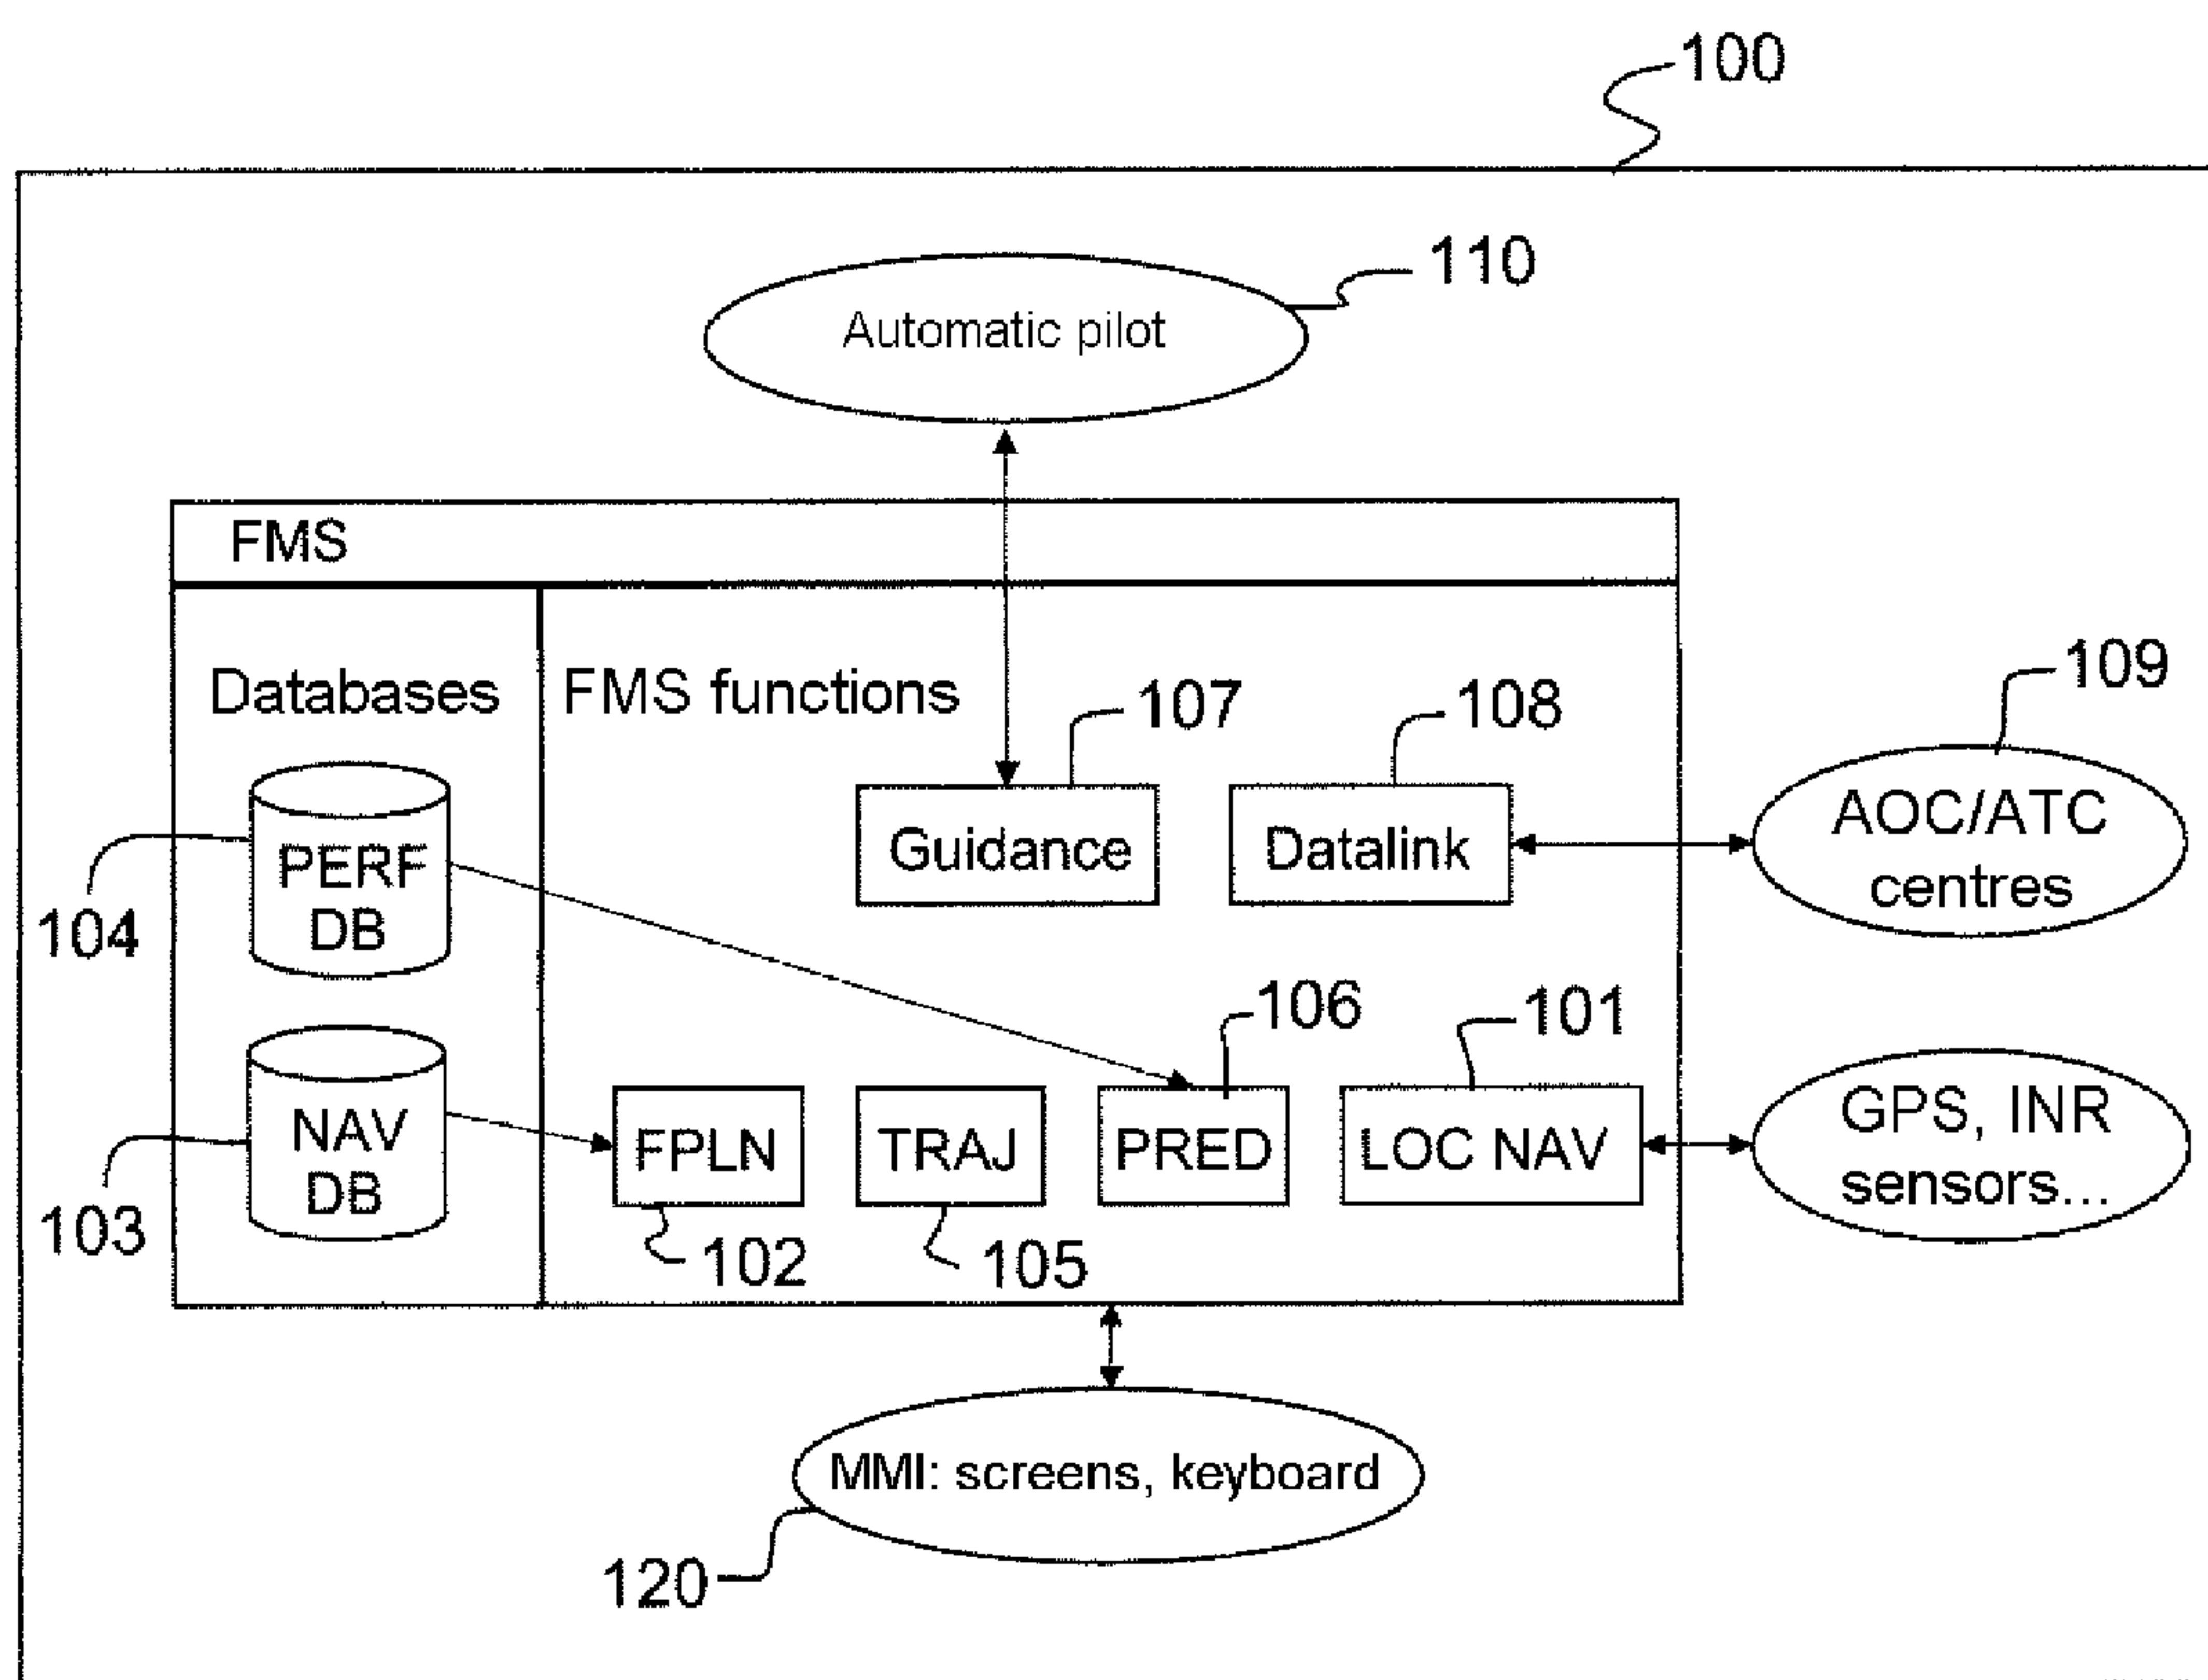 100
110
Automatic pilot
FMS
Databases
FMS functions
107
108
109
PERF
DB
104
Guidance
Datalink
AOC/ATC
centres
106
101
NAV
DB
103
FPLN
TRAJ
PRED
LOC NAV
GPS, INR
sensors...
102
105
MMI: screens, keyboard
120